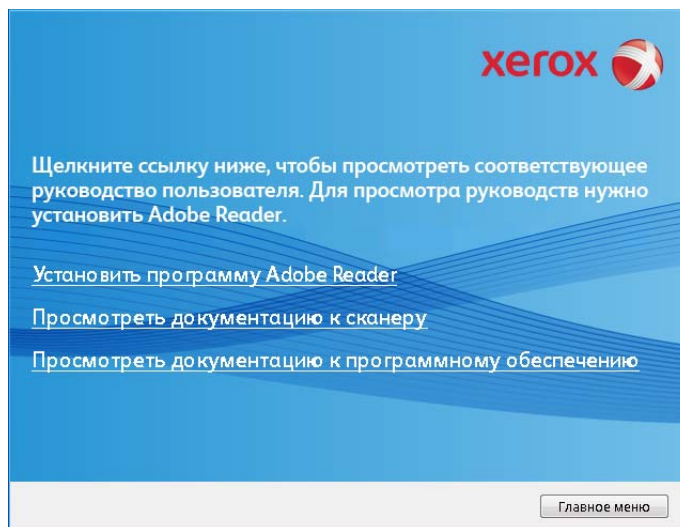 xerox
Щелкните ссылку ниже, чтобы просмотреть соответствующее
руководство пользователя. Для просмотра руководств нужно
установить Adobe Reader.
Установить программу Adobe Reader
Просмотреть документацию к сканеру
Просмотреть документацию к программному обеспечению
Главное меню